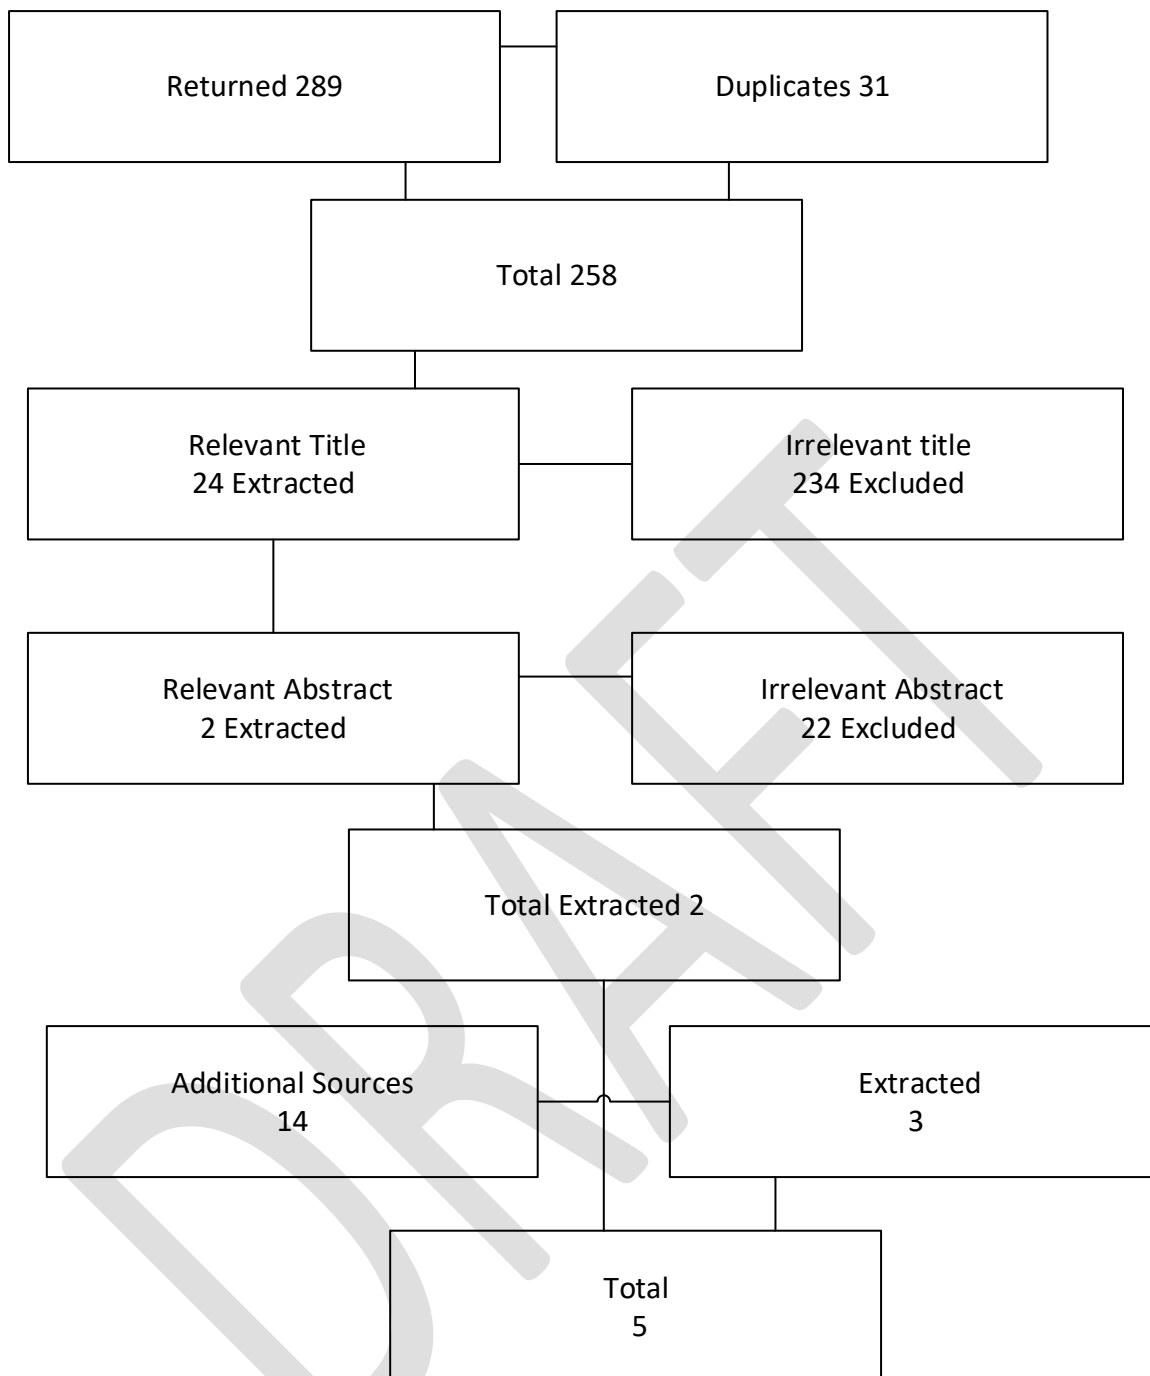 Returned 289
Duplicates 31
Total 258
Relevant Title
24 Extracted
Irrelevant title
234 Excluded
Relevant Abstract
2 Extracted
Irrelevant Abstract
22 Excluded
Total Extracted 2
Additional Sources
14
Extracted
3
Total
5
DRAFT